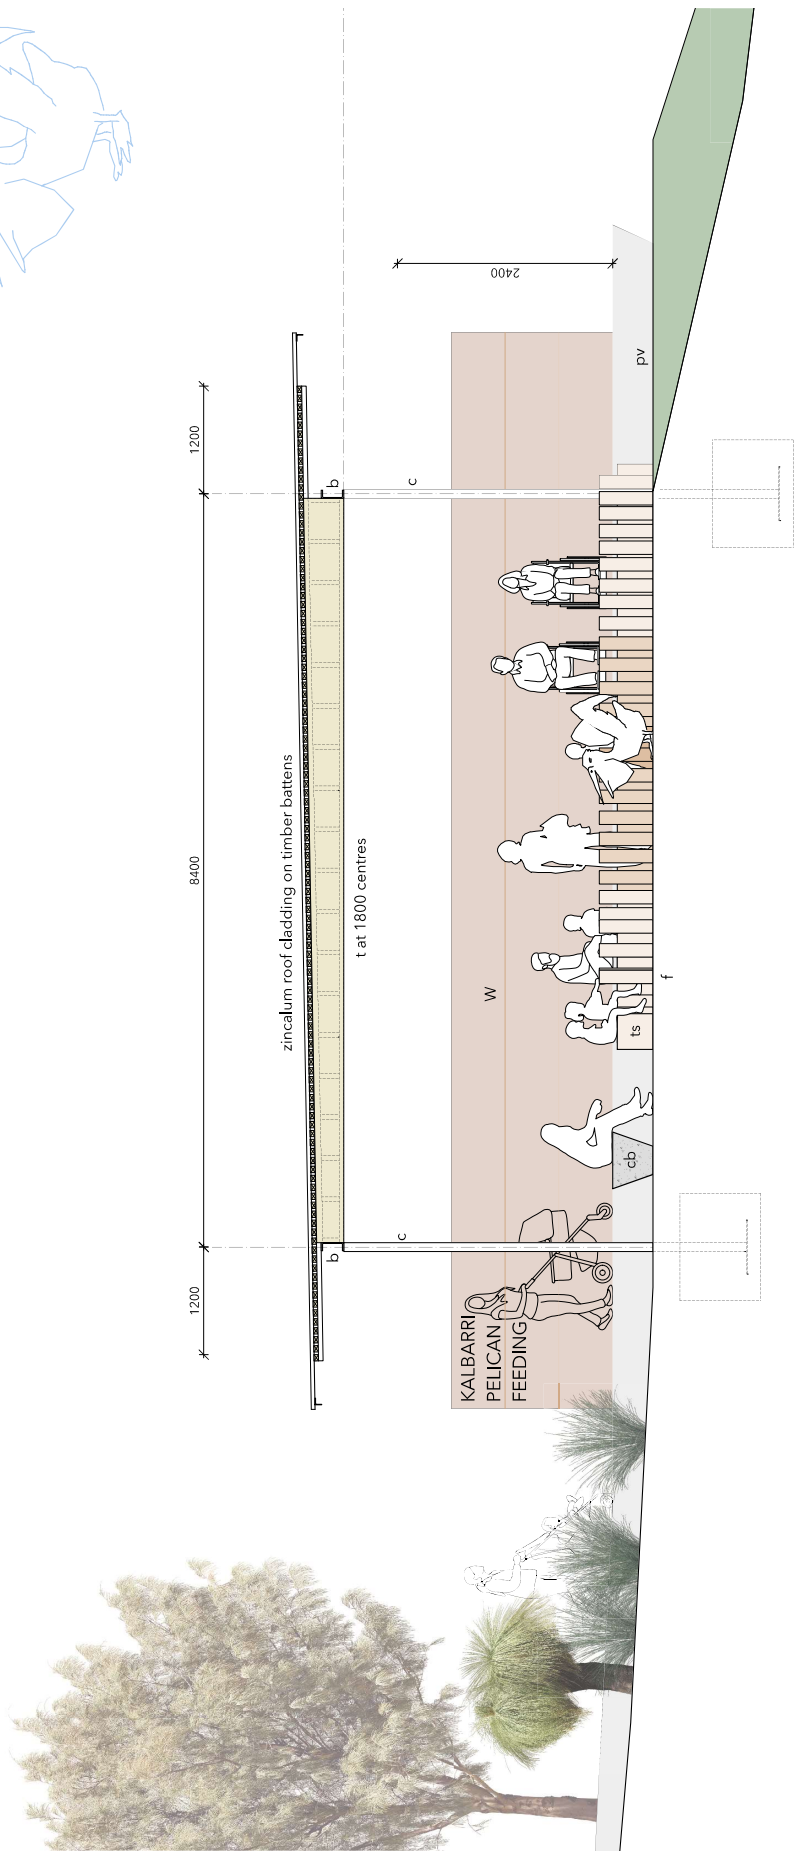 1200
8400
1200
zincalum roof cladding on timber battens
b
b
t at 1800 centres
c
c
2400
KALBARRI
PELICAN
FEEDING
W
cb
ts
pv
f